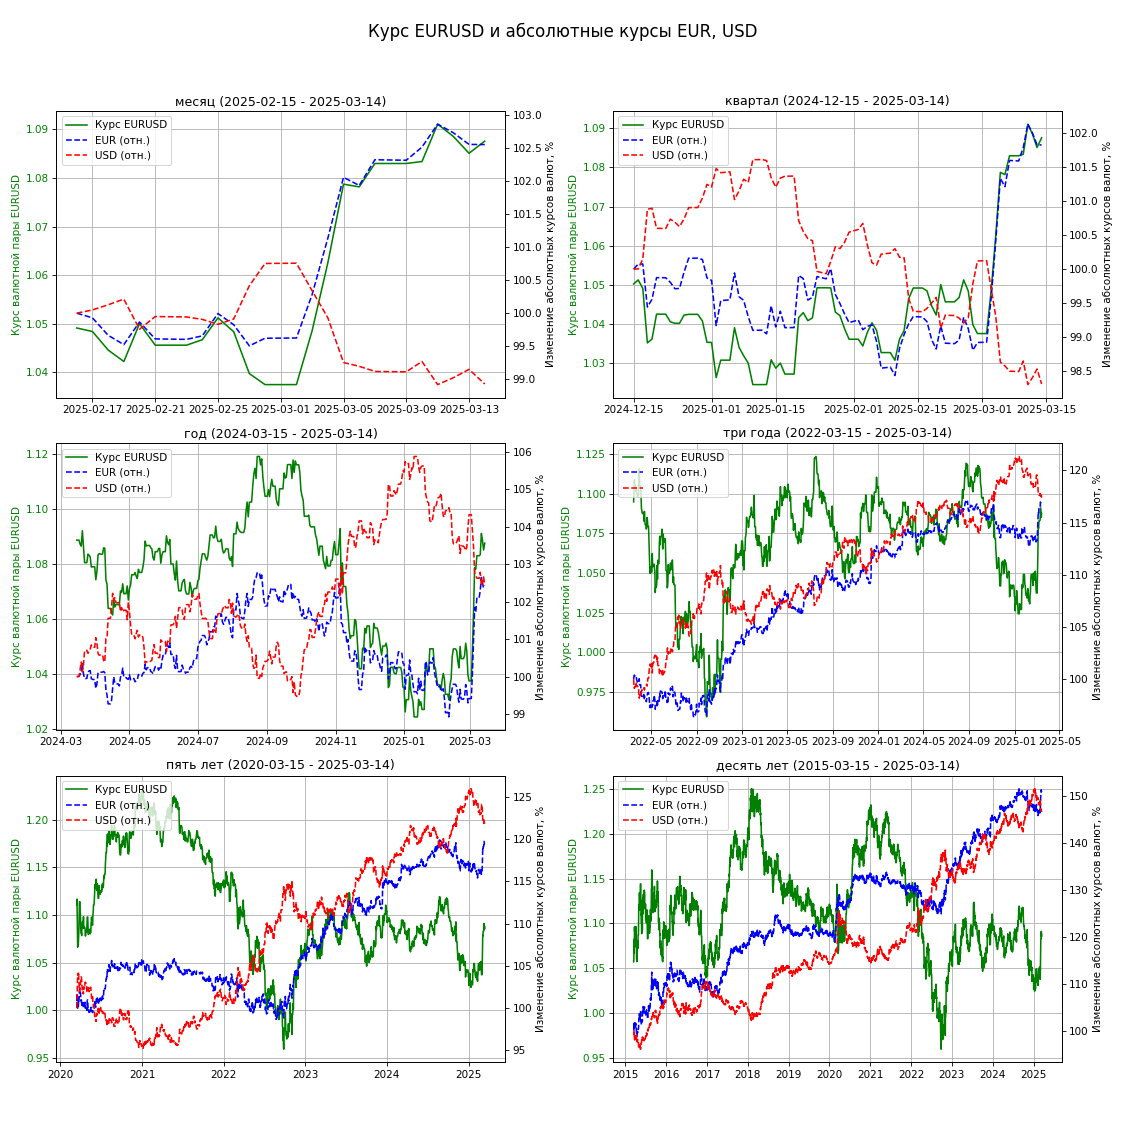 Курс EURUSD и абсолютные курсы EUR, USD
месяц (2025-02-15 - 2025-03-14)
Курс EURUSD
EUR (отн.)
USD (отн.)
Курс валютной пары EURUSD
1.09
1.08
1.07
1.06
1.05
1.04
103.0
102.5
102.0
101.5
101.0
100.5
100.0
99.5
99.0
Изменение абсолютных курсов валют, %
2025-02-17 2025-02-21 2025-02-25 2025-03-01 2025-03-05 2025-03-09 2025-03-13
квартал (2024-12-15 - 2025-03-14)
Курс EURUSD
EUR (отн.)
USD (отн.)
Курс валютной пары EURUSD
1.09
1.08
1.07
1.06
1.05
1.04
1.03
102.0
101.5
101.0
100.5
100.0
99.5
99.0
98.5
Изменение абсолютных курсов валют, %
2024-12-15 2025-01-01 2025-01-15 2025-02-01 2025-02-15 2025-03-01 2025-03-15
год (2024-03-15 - 2025-03-14)
Курс EURUSD
EUR (отн.)
USD (отн.)
Курс валютной пары EURUSD
1.12
1.10
1.08
1.06
1.04
1.02
106
105
104
103
102
101
100
99
Изменение абсолютных курсов валют, %
2024-03 2024-05 2024-07 2024-09 2024-11 2025-01 2025-03
три года (2022-03-15 - 2025-03-14)
Курс EURUSD
EUR (отн.)
USD (отн.)
Курс валютной пары EURUSD
1.125
1.100
1.075
1.050
1.025
1.000
0.975
120
115
110
105
100
Изменение абсолютных курсов валют, %
2022-05 2022-09 2023-01 2023-05 2023-09 2024-01 2024-05 2024-09 2025-01 2025-05
пять лет (2020-03-15 - 2025-03-14)
Курс EURUSD
EUR (отн.)
USD (отн.)
Курс валютной пары EURUSD
1.20
1.15
1.10
1.05
1.00
0.95
125
120
115
110
105
100
95
Изменение абсолютных курсов валют, %
2020 2021 2022 2023 2024 2025
десять лет (2015-03-15 - 2025-03-14)
Курс EURUSD
EUR (отн.)
USD (отн.)
Курс валютной пары EURUSD
1.25
1.20
1.15
1.10
1.05
1.00
0.95
150
140
130
120
110
100
Изменение абсолютных курсов валют, %
2015 2016 2017 2018 2019 2020 2021 2022 2023 2024 2025